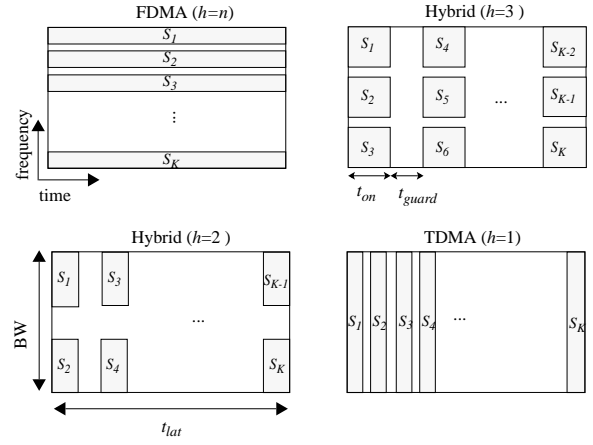 FDMA (h=n)
S1
S2
S3
...
SK
frequency
time
Hybrid (h=3)
S1 S4 SK-2
S2 S5 ... SK-1
S3 S6 SK
ton tguard
Hybrid (h=2 )
S1 S3 SK-1
...
S2 S4 SK
BW
tlat
TDMA (h=1)
S1 S2 S3 S4 ... SK